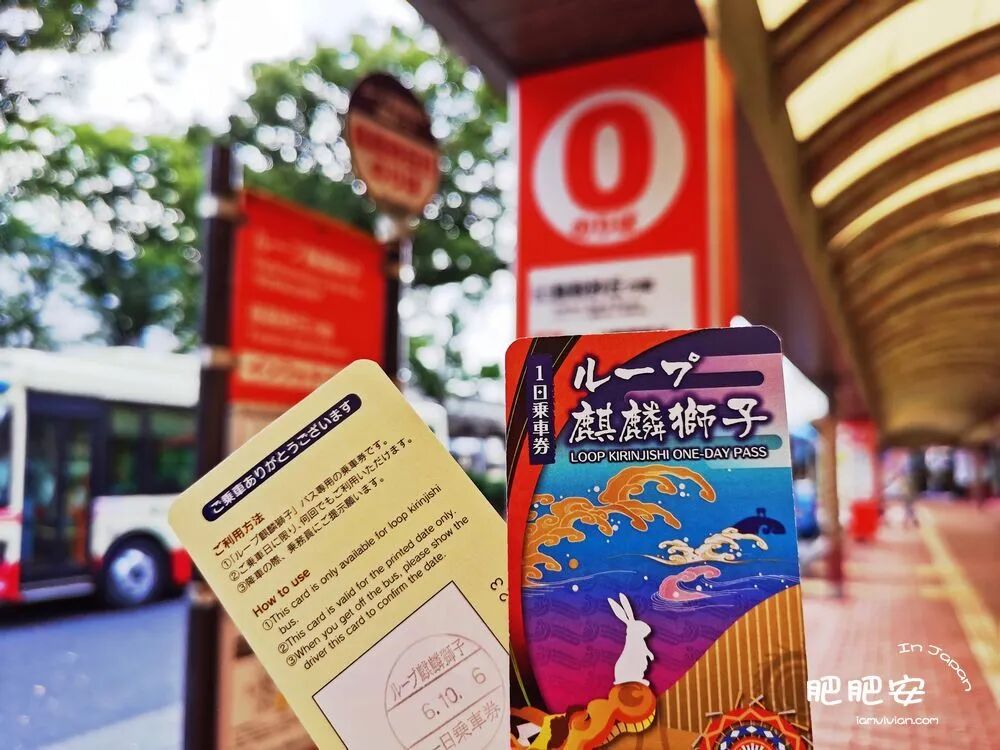 0
ご乗車ありがとうございます
ご利用方法
①「ループ麒麟獅子」バス専用の乗車券です。
②ご乗車日に限り、何回でもご利用いただけます。
③降車の際、乗務員にご提示願います。
How to use
①This card is only available for loop kirinjishi
bus.
②This card is valid for the printed date only.
③When you get off the bus, please show the
driver this card to confirm the date.
ループ麒麟獅子
6.10.6
一日乗車券
1日乗車券
ループ
麒麟獅子
LOOP KIRINJISHI ONE-DAY PASS
In Japan
肥肥安
iamvivian.com